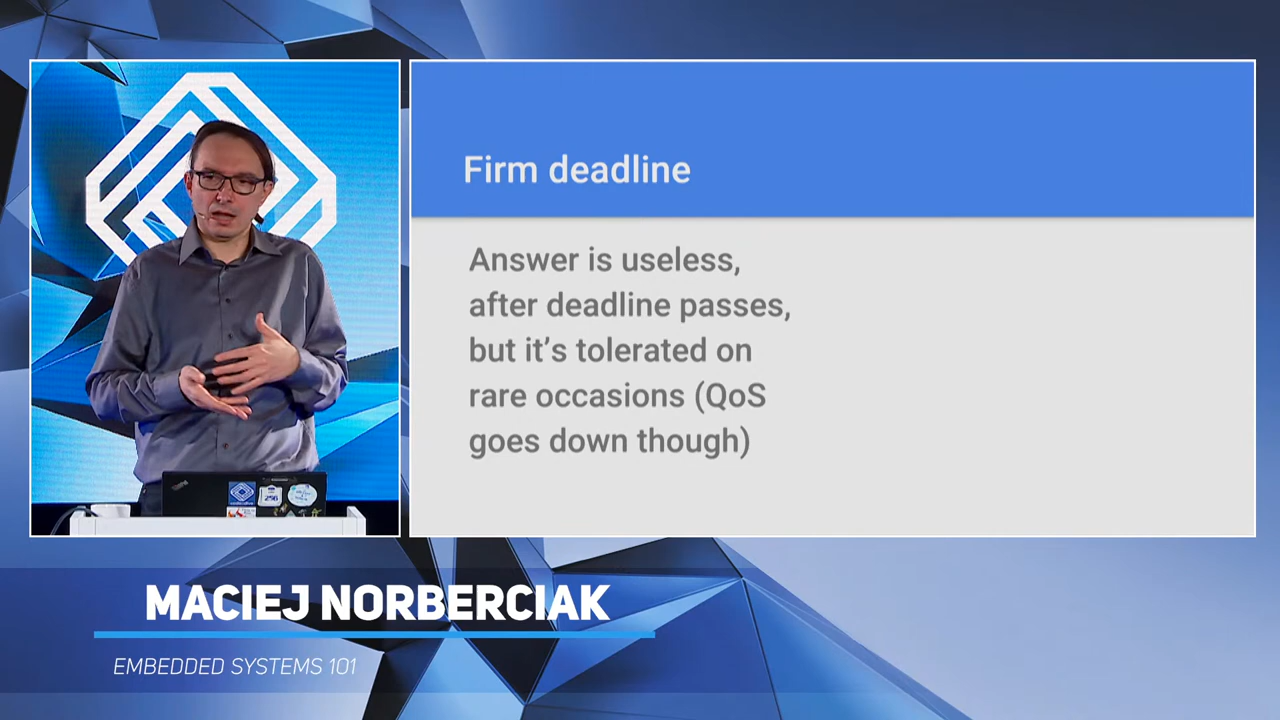 Firm deadline
Answer is useless,
after deadline passes,
but it’s tolerated on
rare occasions (QoS
goes down though)
MACIEJ NORBERCIAK
EMBEDDED SYSTEMS 101